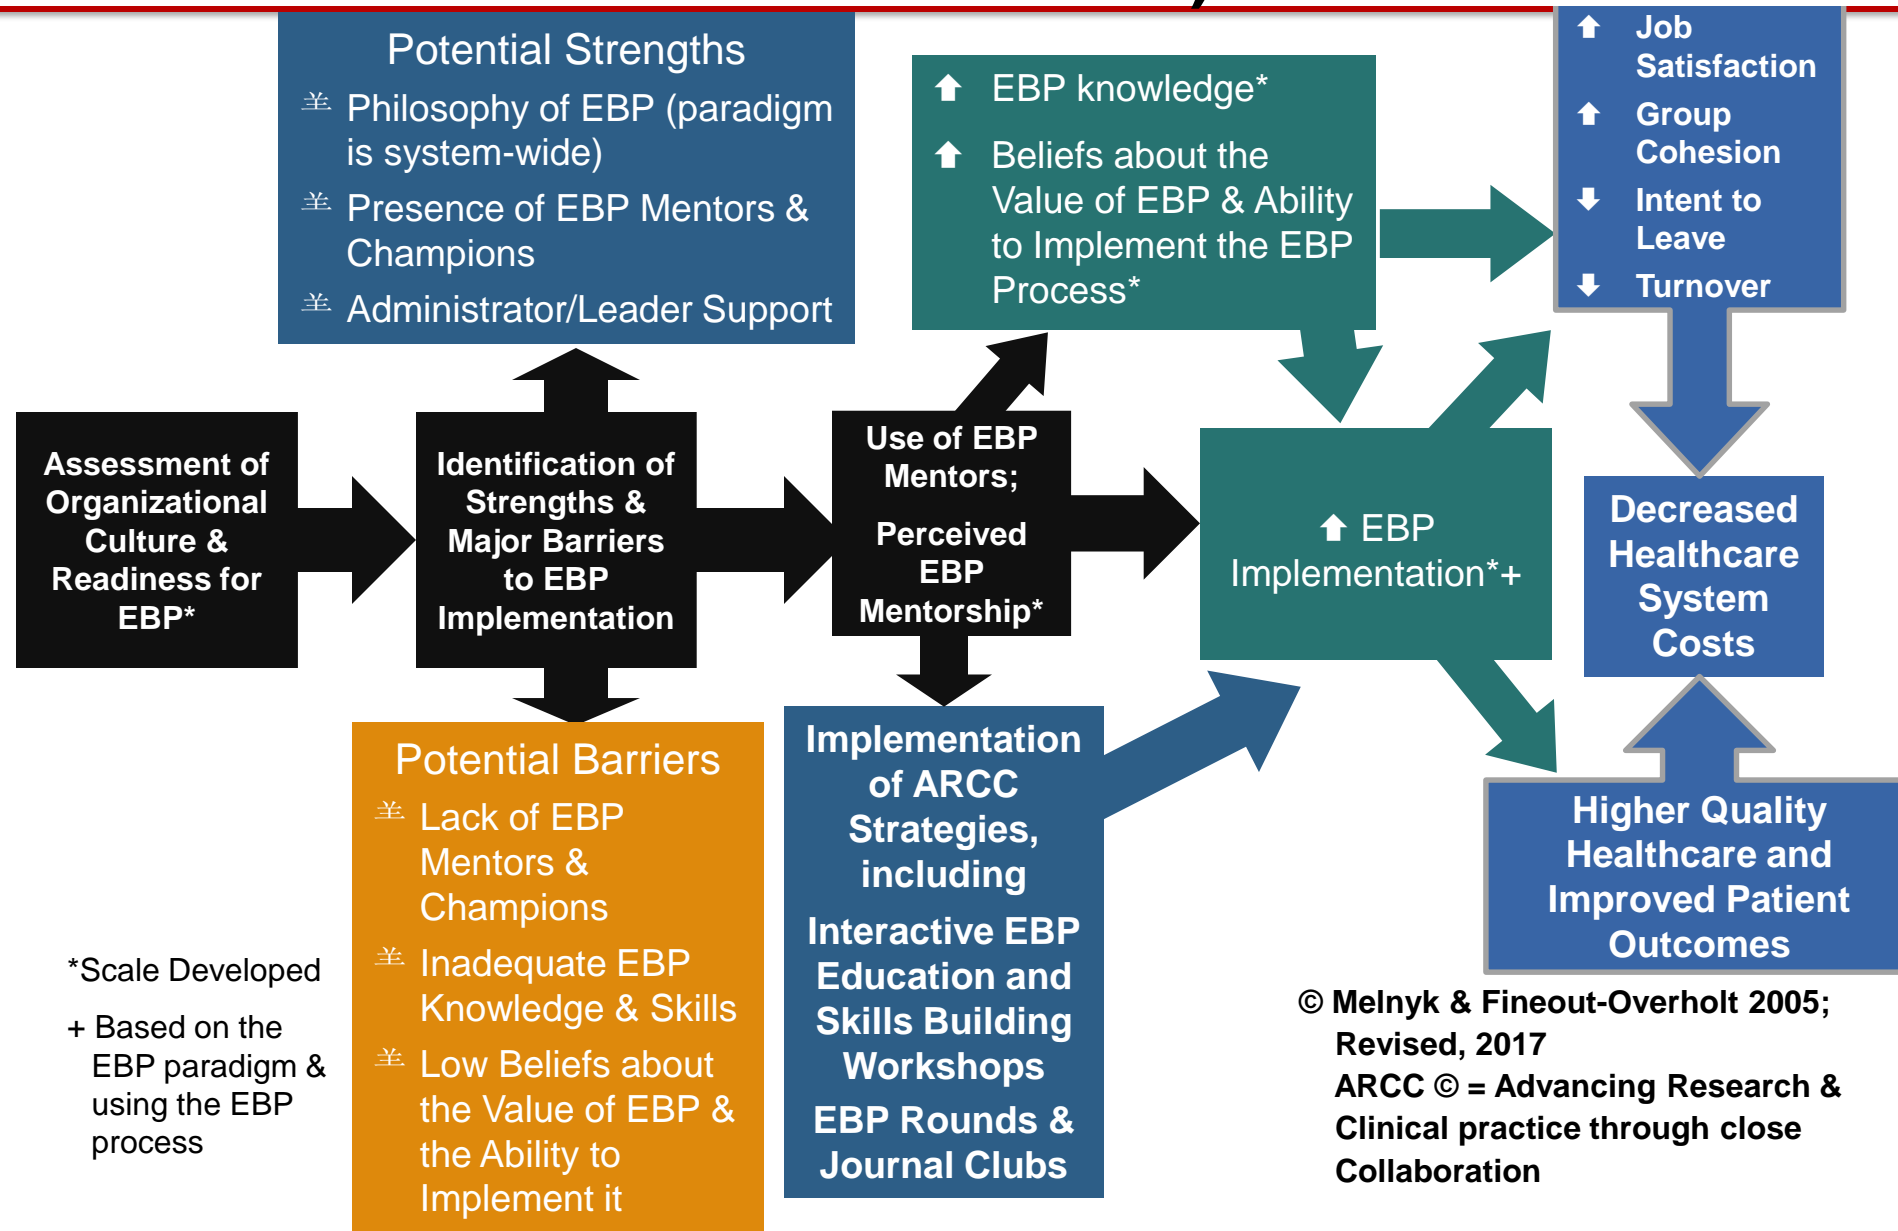 Potential Strengths
羊 Philosophy of EBP (paradigm
is system-wide)
羊 Presence of EBP Mentors &
Champions
羊 Administrator/Leader Support
⬆ EBP knowledge*
⬆ Beliefs about the
Value of EBP & Ability
to Implement the EBP
Process*
⬆ Job
Satisfaction
⬆ Group
Cohesion
⬇ Intent to
Leave
⬇ Turnover
Assessment of
Organizational
Culture &
Readiness for
EBP*
Identification of
Strengths &
Major Barriers
to EBP
Implementation
Use of EBP
Mentors;
Perceived
EBP
Mentorship*
⬆ EBP
Implementation*+
Decreased
Healthcare
System
Costs
Potential Barriers
羊 Lack of EBP
Mentors &
Champions
羊 Inadequate EBP
Knowledge & Skills
羊 Low Beliefs about
the Value of EBP &
the Ability to
Implement it
Implementation
of ARCC
Strategies,
including
Interactive EBP
Education and
Skills Building
Workshops
EBP Rounds &
Journal Clubs
Higher Quality
Healthcare and
Improved Patient
Outcomes
*Scale Developed
+ Based on the
EBP paradigm &
using the EBP
process
© Melnyk & Fineout-Overholt 2005;
Revised, 2017
ARCC © = Advancing Research &
Clinical practice through close
Collaboration